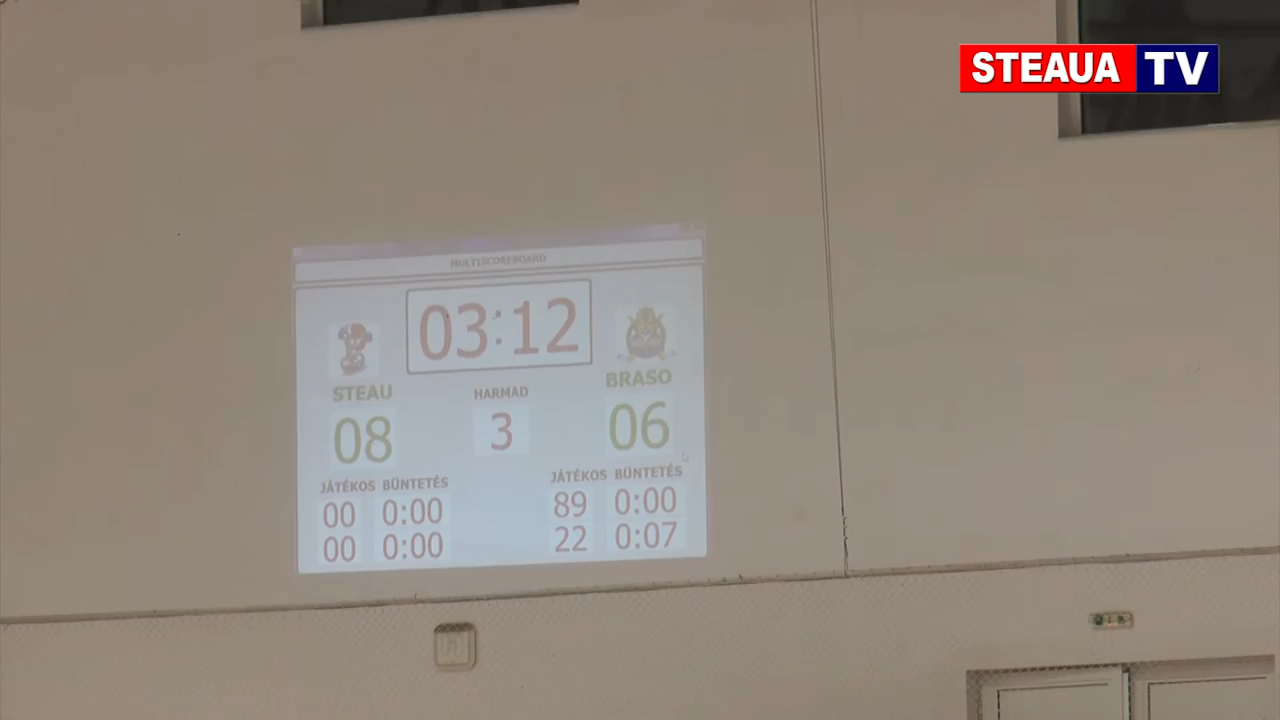 STEAUA TV
MULTISCOREBOARD
03:12
STEAU HARMAD BRASO
08 3 06
JÁTÉKOS BÜNTETÉS JÁTÉKOS BÜNTETÉS
00 0:00 89 0:00
00 0:00 22 0:07